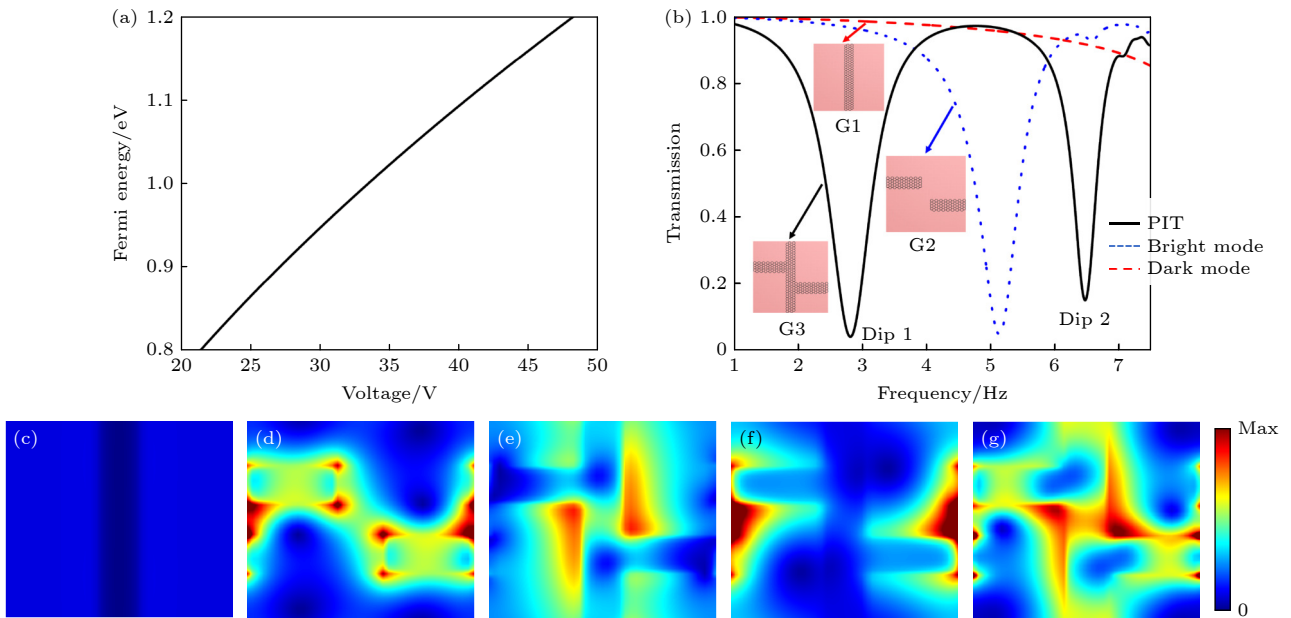 (a)
1.2
1.1
1.0
0.9
0.8
Fermi energy/eV
20 25 30 35 40 45 50
Voltage/V
(b)
1.0
0.8
0.6
0.4
0.2
0
Transmission
G1
G2
G3
Dip 1
Dip 2
PIT
Bright mode
Dark mode
1 2 3 4 5 6 7
Frequency/Hz
(c) (d) (e) (f) (g)
Max
0